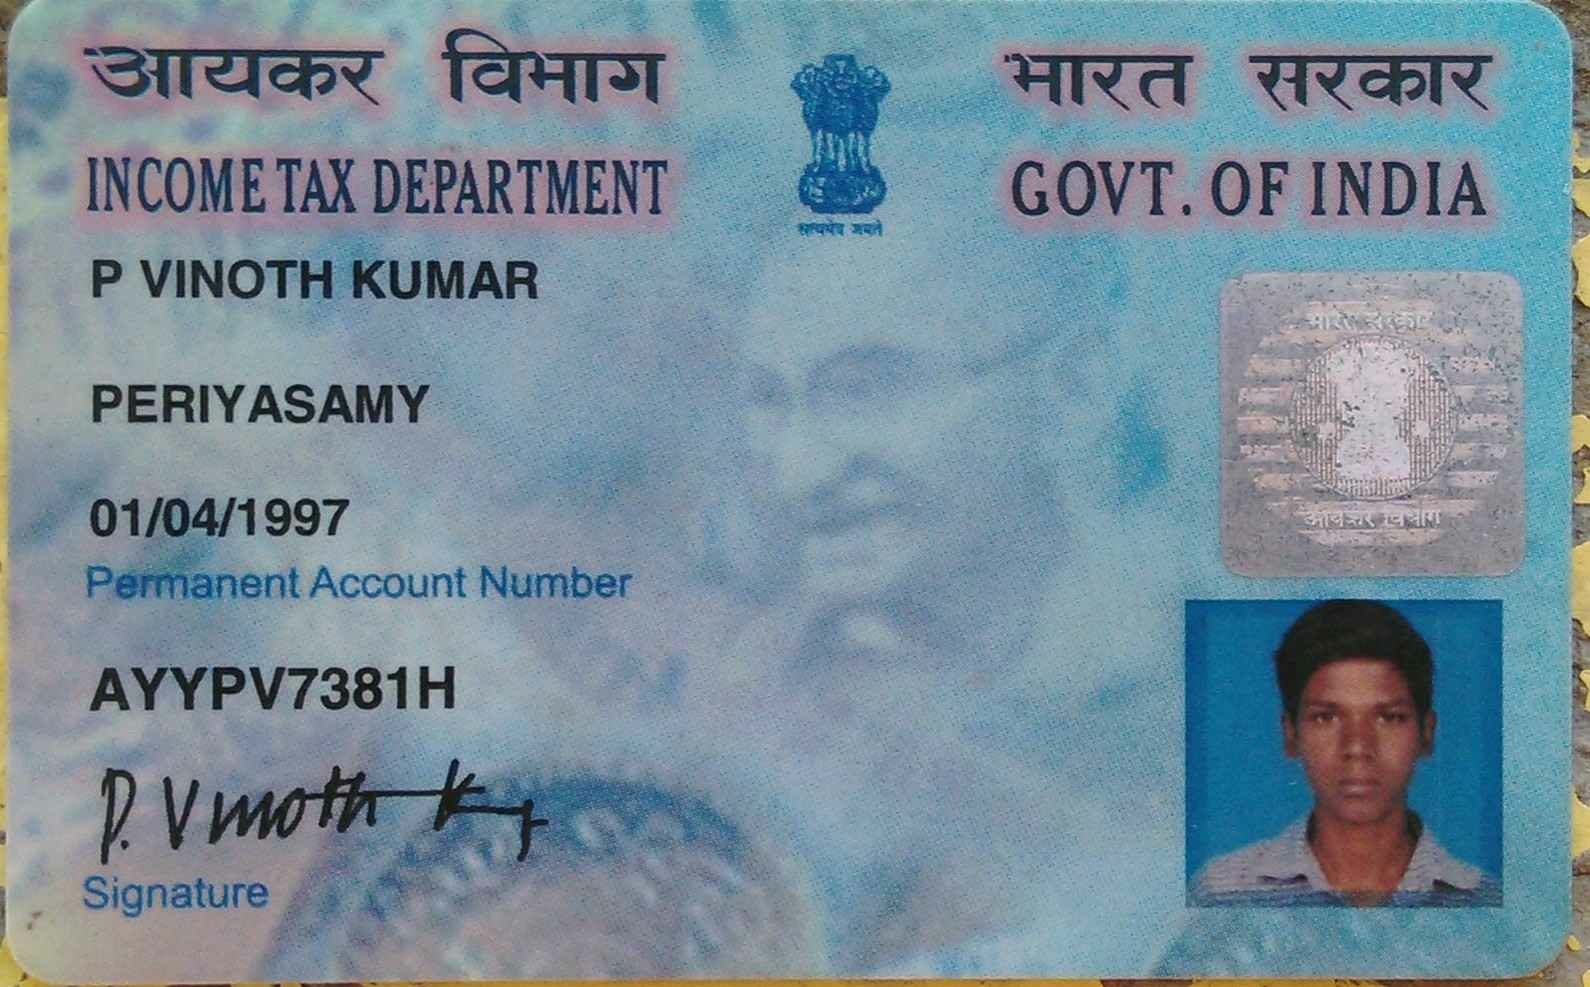 आयकर विभाग
INCOME TAX DEPARTMENT
भारत सरकार
GOVT. OF INDIA
सत्यमेव जयते
P VINOTH KUMAR
PERIYASAMY
01/04/1997
Permanent Account Number
AYYPV7381H
P. Vinoth
Signature
भारत सरकार
आयकर विभाग